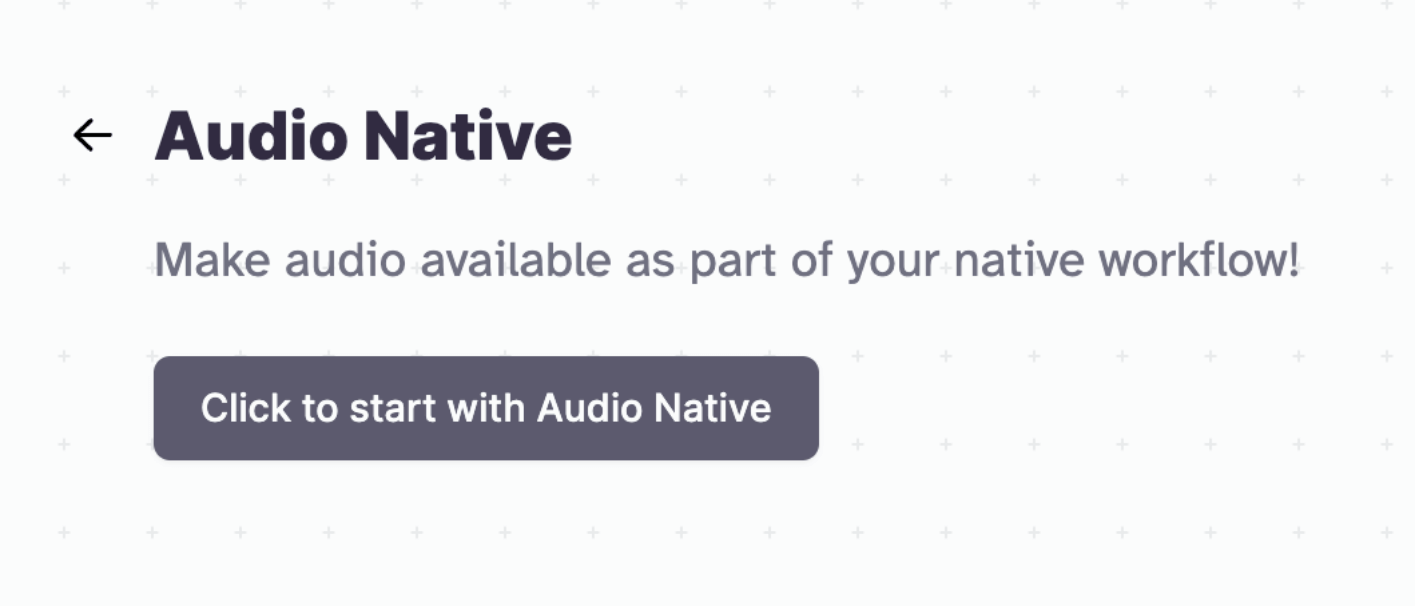 Audio Native
Make audio available as part of your native workflow!
Click to start with Audio Native